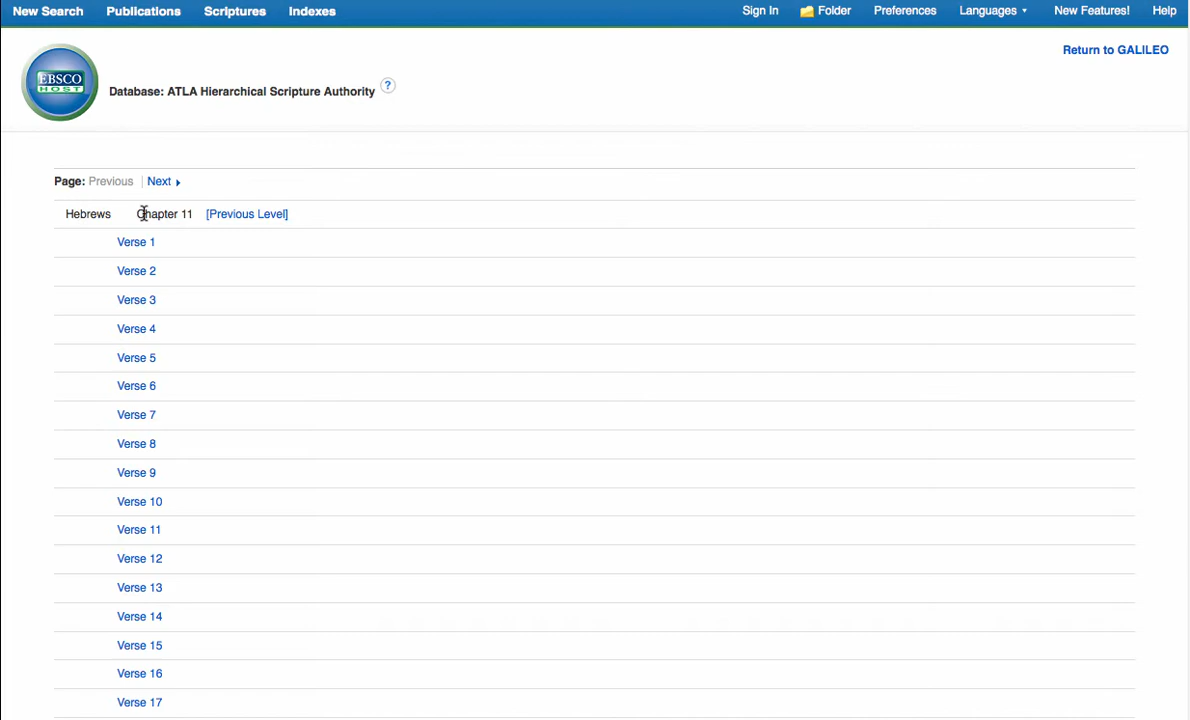 New Search Publications Scriptures Indexes Sign In Folder Preferences Languages New Features! Help
Return to GALILEO
EBSCO
HOST
Database: ATLA Hierarchical Scripture Authority ?
Page: Previous | Next
Hebrews Chapter 11 [Previous Level]
Verse 1
Verse 2
Verse 3
Verse 4
Verse 5
Verse 6
Verse 7
Verse 8
Verse 9
Verse 10
Verse 11
Verse 12
Verse 13
Verse 14
Verse 15
Verse 16
Verse 17